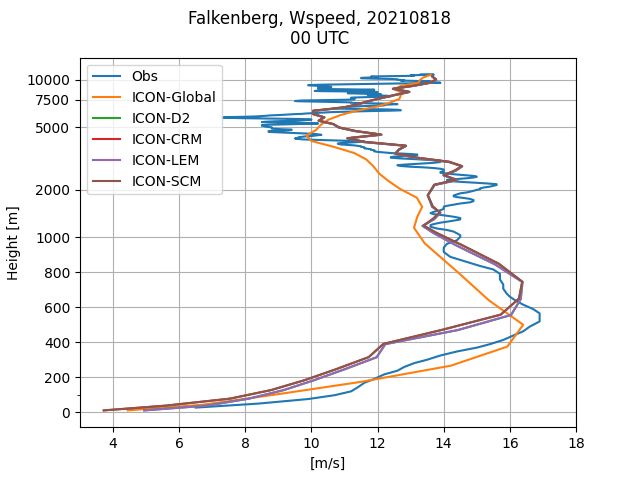 Falkenberg, Wspeed, 20210818
00 UTC
Obs
ICON-Global
ICON-D2
ICON-CRM
ICON-LEM
ICON-SCM
10000
7500
5000
2000
1000
800
600
400
200
0
Height [m]
4 6 8 10 12 14 16 18
[m/s]